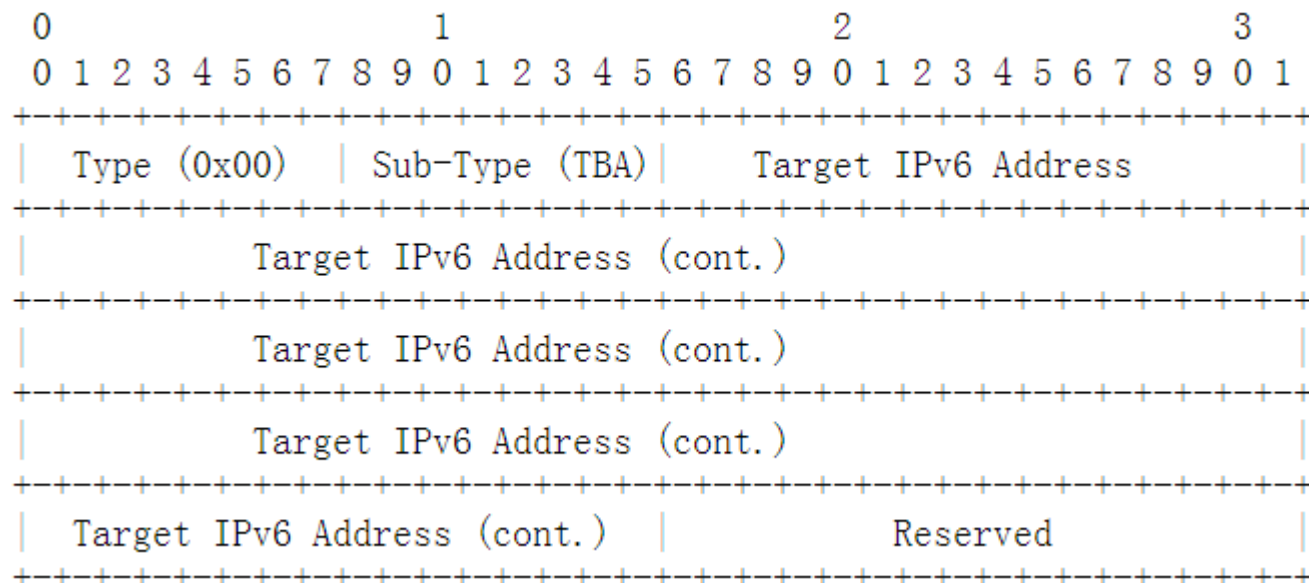 0                   1                   2                   3
0 1 2 3 4 5 6 7 8 9 0 1 2 3 4 5 6 7 8 9 0 1 2 3 4 5 6 7 8 9 0 1
+-+-+-+-+-+-+-+-+-+-+-+-+-+-+-+-+-+-+-+-+-+-+-+-+-+-+-+-+-+-+-+-+
| Type (0x00) | Sub-Type (TBA)| Target IPv6 Address |
+-+-+-+-+-+-+-+-+-+-+-+-+-+-+-+-+-+-+-+-+-+-+-+-+-+-+-+-+-+-+-+-+
| Target IPv6 Address (cont.) |
+-+-+-+-+-+-+-+-+-+-+-+-+-+-+-+-+-+-+-+-+-+-+-+-+-+-+-+-+-+-+-+-+
| Target IPv6 Address (cont.) |
+-+-+-+-+-+-+-+-+-+-+-+-+-+-+-+-+-+-+-+-+-+-+-+-+-+-+-+-+-+-+-+-+
| Target IPv6 Address (cont.) |
+-+-+-+-+-+-+-+-+-+-+-+-+-+-+-+-+-+-+-+-+-+-+-+-+-+-+-+-+-+-+-+-+
| Target IPv6 Address (cont.) | Reserved |
+-+-+-+-+-+-+-+-+-+-+-+-+-+-+-+-+-+-+-+-+-+-+-+-+-+-+-+-+-+-+-+-+